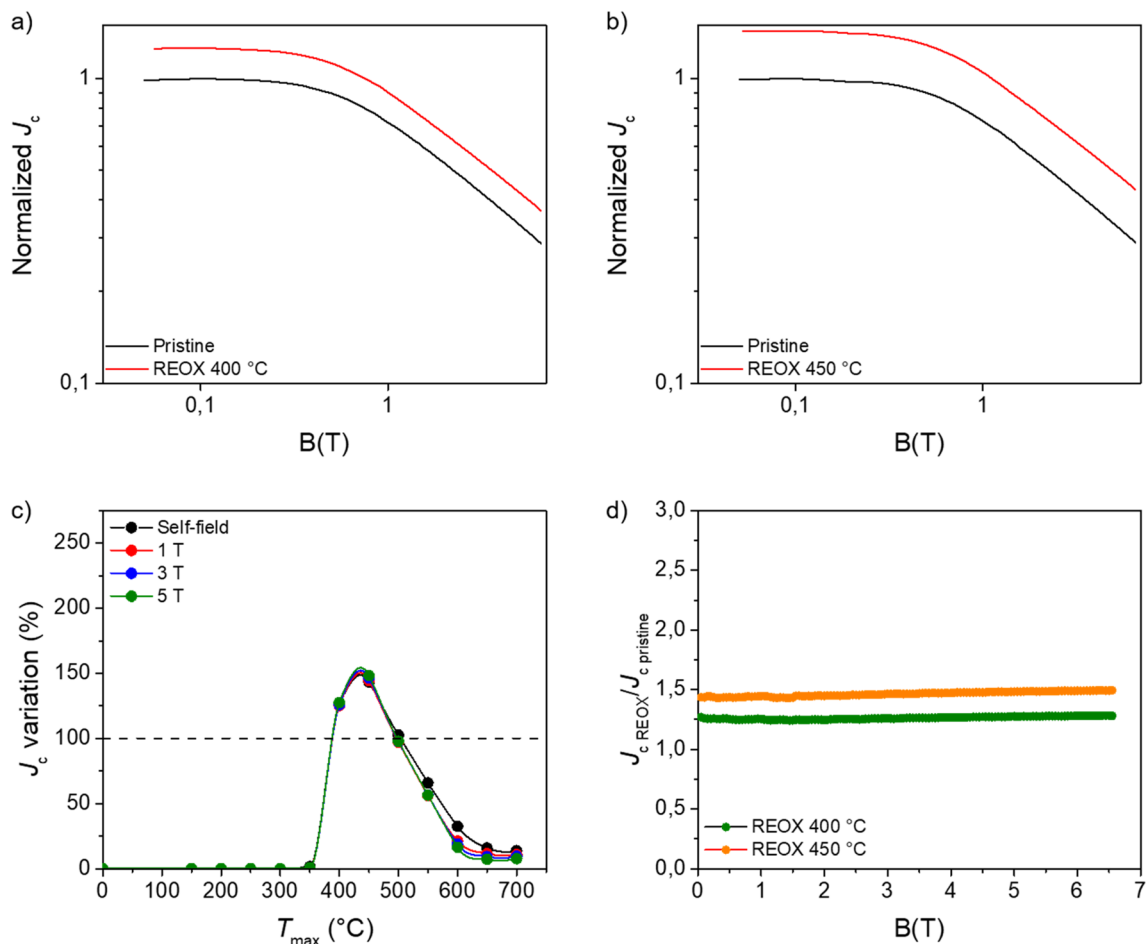 a)
Normalized Jc
1
0,1
Pristine
REOX 400 °C
0,1
1
B(T)
b)
Normalized Jc
1
0,1
Pristine
REOX 450 °C
0,1
1
B(T)
c)
Jc variation (%)
250
200
150
100
50
0
Self-field
1 T
3 T
5 T
0 100 200 300 400 500 600 700
Tmax (°C)
d)
Jc REOX/Jc pristine
3,0
2,5
2,0
1,5
1,0
0,5
0,0
REOX 400 °C
REOX 450 °C
0 1 2 3 4 5 6 7
B(T)